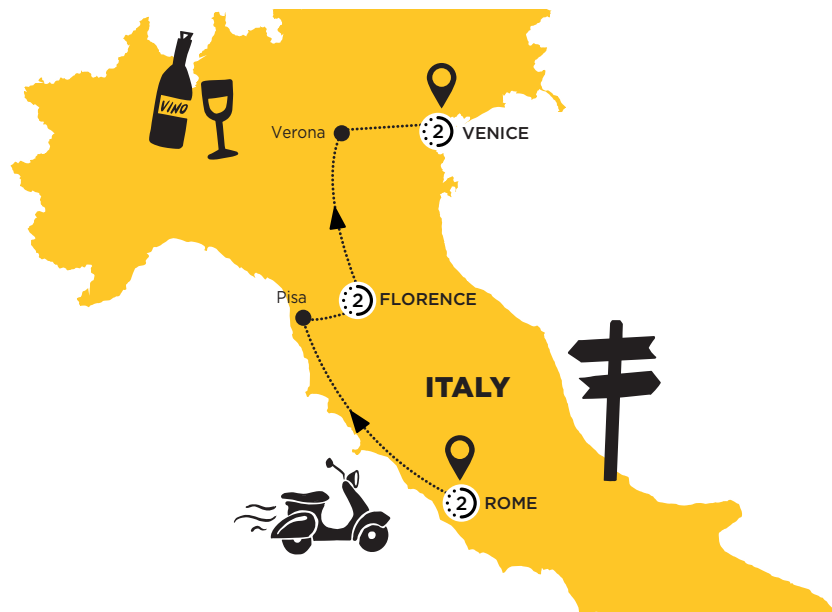 VINO
Verona
2
VENICE
Pisa
2
FLORENCE
ITALY
2
ROME